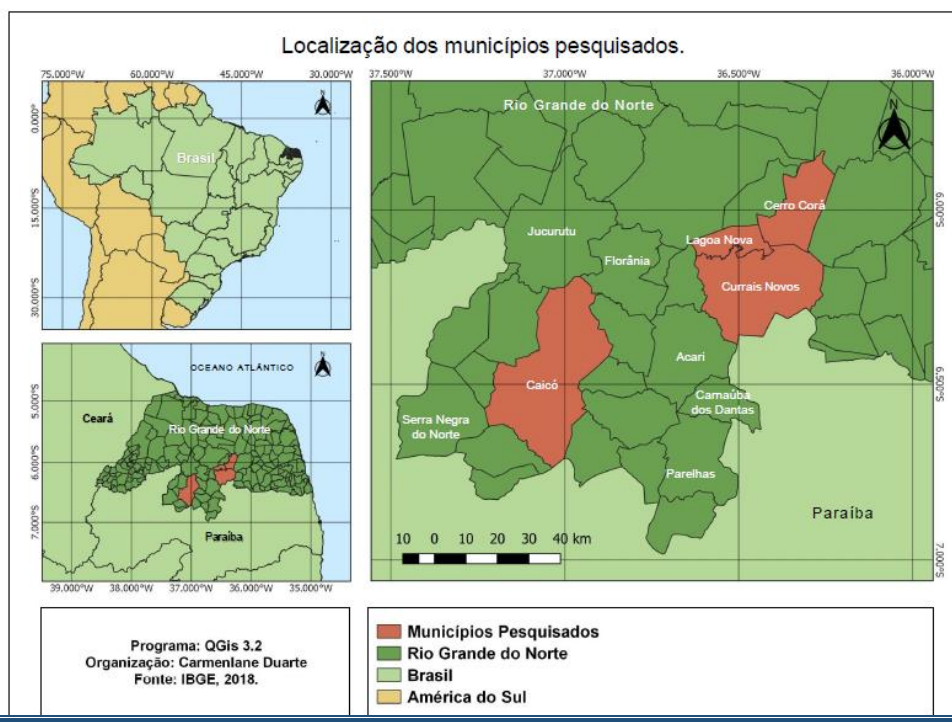 Localização dos municípios pesquisados.
75.000°W 60.000°W 45.000°W 30.000°W
0.000°
15.000°S
30.000°S
N
Brasil
37.500°W 37.000°W 36.500°W 36.000°W
6.000°S
6.500°S
7.000°S
N
Rio Grande do Norte
Cerro Corá
Lagoa Nova
Jucurutu
Florânia
Currais Novos
Acari
Caicó
Carnaúba
dos Dantas
Serra Negra
do Norte
Parelhas
Paraíba
10 0 10 20 30 40 km
OCEANO ATLÂNTICO
N
5.000°S
6.000°S
7.000°S
Ceará
Rio Grande do Norte
Paraíba
39.000°W 38.000°W 37.000°W 36.000°W 35.000°W
Programa: QGis 3.2
Organização: Carmenlane Duarte
Fonte: IBGE, 2018.
Municípios Pesquisados
Rio Grande do Norte
Brasil
América do Sul